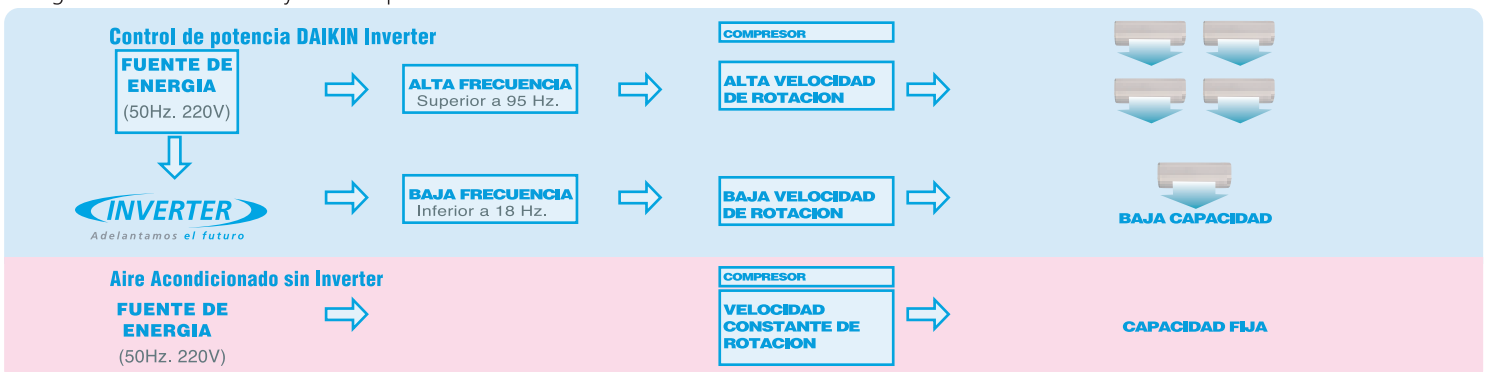 Control de potencia DAIKIN Inverter
COMPRESOR
FUENTE DE
ENERGIA
(50Hz. 220V)
ALTA FRECUENCIA
Superior a 95 Hz.
ALTA VELOCIDAD
DE ROTACION
INVERTER
Adelantamos el futuro
BAJA FRECUENCIA
Inferior a 18 Hz.
BAJA VELOCIDAD
DE ROTACION
BAJA CAPACIDAD
Aire Acondicionado sin Inverter
COMPRESOR
FUENTE DE
ENERGIA
(50Hz. 220V)
VELOCIDAD
CONSTANTE DE
ROTACION
CAPACIDAD FIJA